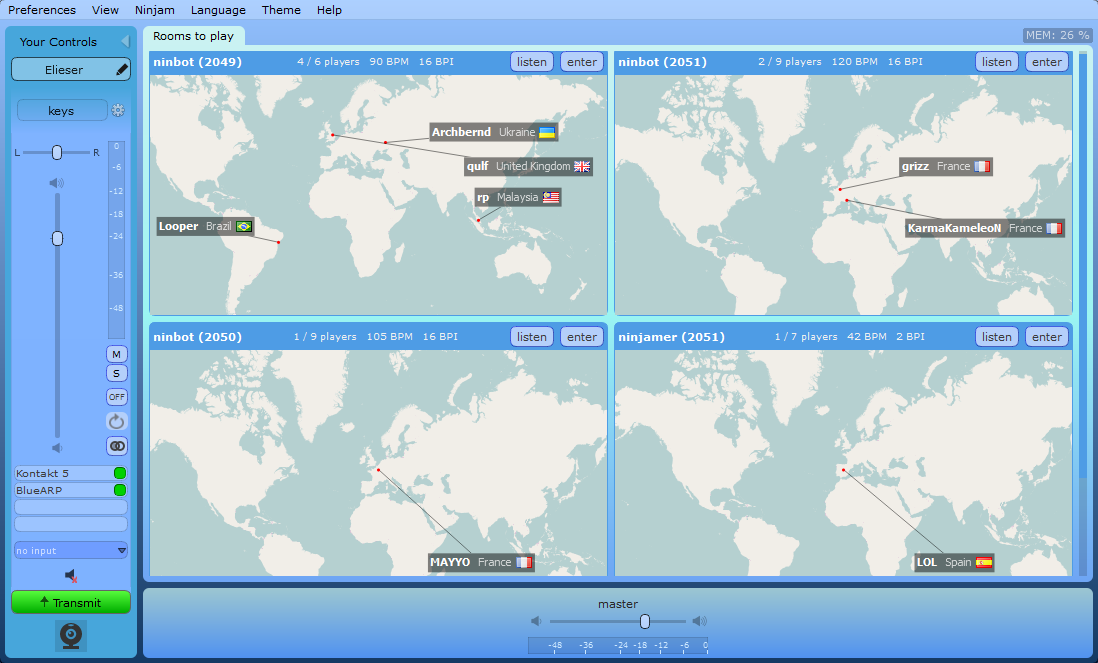 Preferences View Ninjam Language Theme Help
Your Controls
Elieser
keys
L R
0
-6
-12
-18
-24
-36
-48
M
S
OFF
Kontakt 5
BlueARP
no input
Transmit
Rooms to play
MEM: 26 %
ninbot (2049) 4 / 6 players 90 BPM 16 BPI listen enter
Archbernd Ukraine
gulf United Kingdom
rp Malaysia
Looper Brazil
ninbot (2051) 2 / 9 players 120 BPM 16 BPI listen enter
grizz France
KarmaKameleoN France
ninbot (2050) 1 / 9 players 105 BPM 16 BPI listen enter
MAYYO France
ninjamer (2051) 1 / 7 players 42 BPM 2 BPI listen enter
LOL Spain
master
-48 -36 -24 -18 -12 -6 0